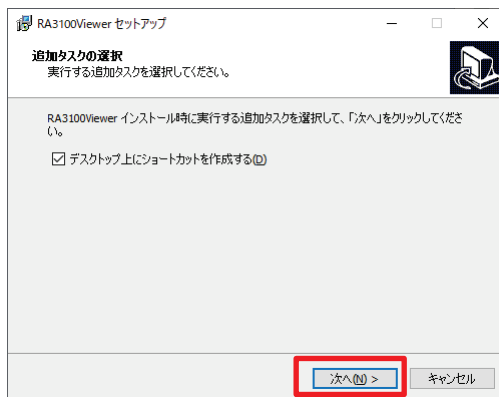 RA3100Viewer セットアップ
追加タスクの選択
実行する追加タスクを選択してください。
RA3100Viewer インストール時に実行する追加タスクを選択して、「次へ」をクリックしてくださ
い。
デスクトップ上にショートカットを作成する(D)
次へ(N) >
キャンセル